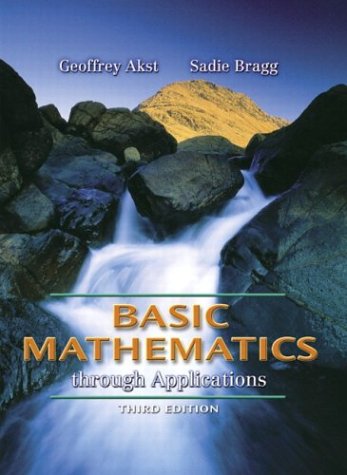 Geoffrey Akst Sadie Bragg
BASIC
MATHEMATICS
through Applications
THIRD EDITION